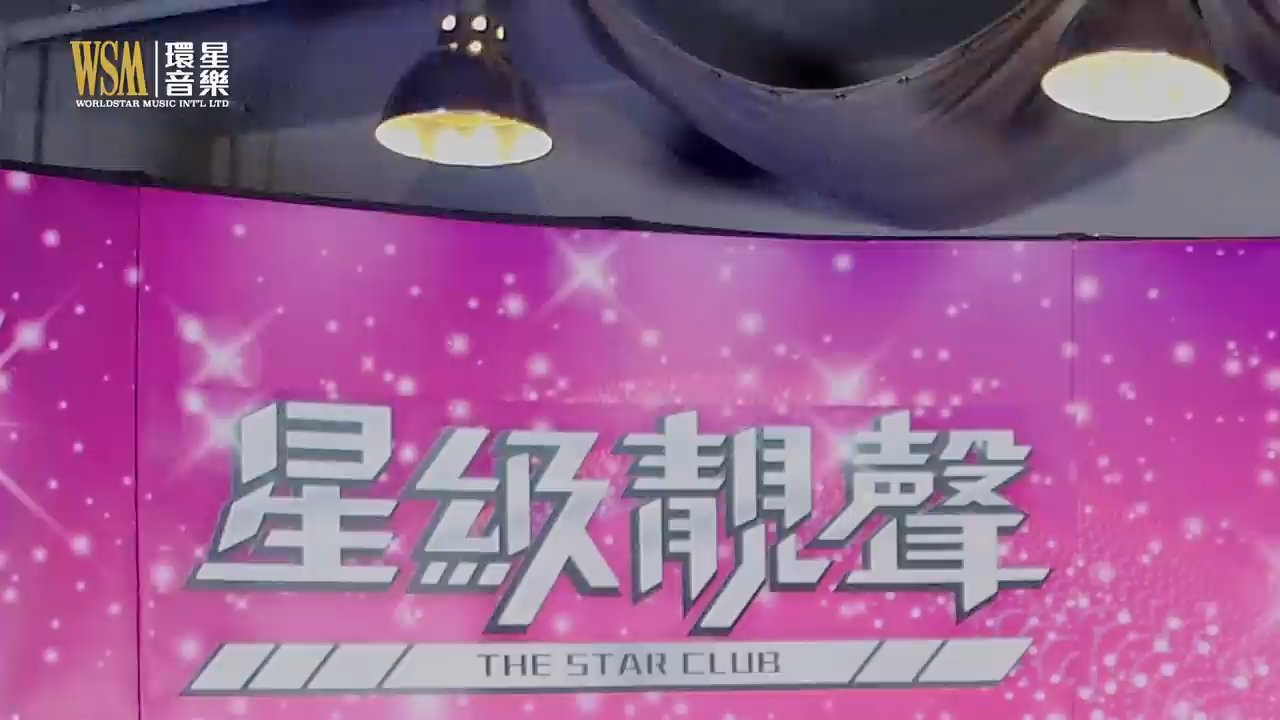 WSM
環星
音樂
WORLDSTAR MUSIC INT'L LTD
星級靚聲
THE STAR CLUB